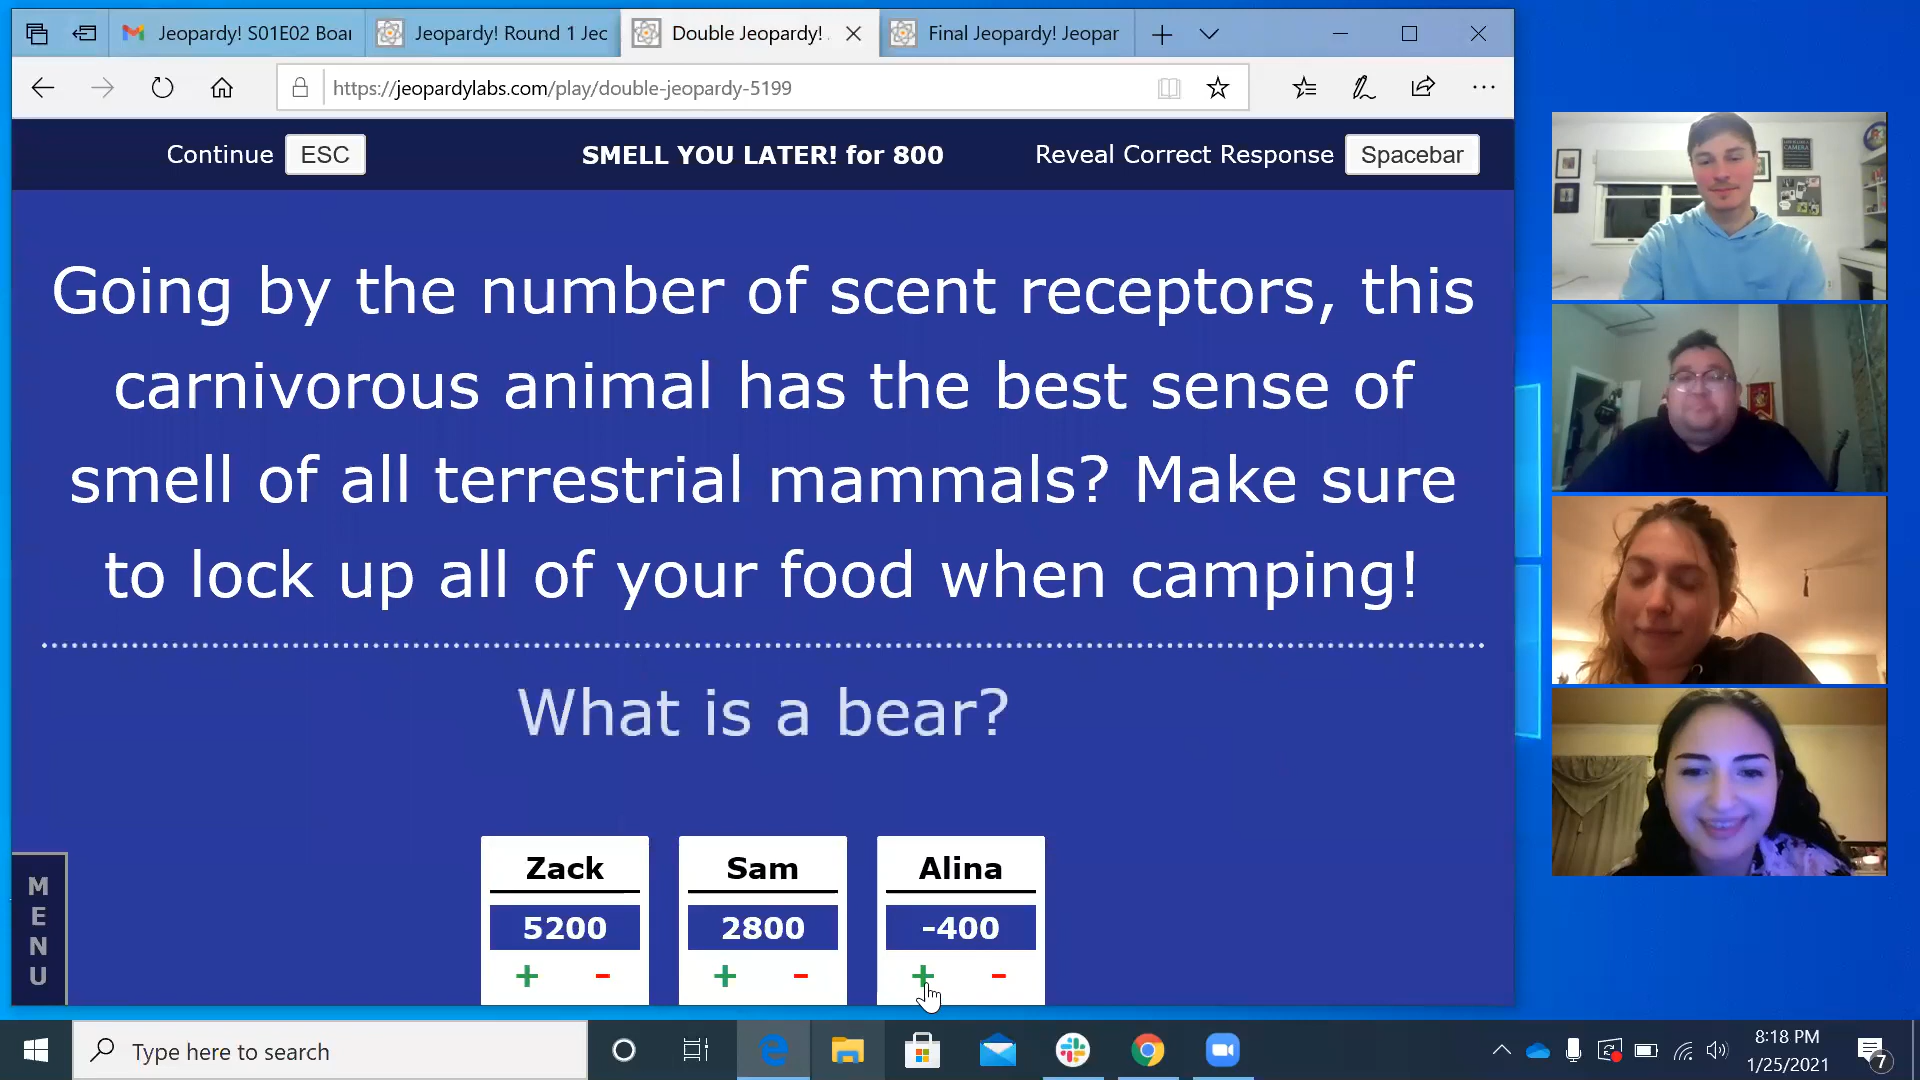 Jeopardy! S01E02 Boar
Jeopardy! Round 1 Jeo
Double Jeopardy!
Final Jeopardy! Jeopar
https://jeopardylabs.com/play/double-jeopardy-5199
Continue ESC
SMELL YOU LATER! for 800
Reveal Correct Response Spacebar
Going by the number of scent receptors, this
carnivorous animal has the best sense of
smell of all terrestrial mammals? Make sure
to lock up all of your food when camping!
What is a bear?
MENU
Zack Sam Alina
5200 2800 -400
+ - + - + -
Type here to search
8:18 PM
1/25/2021
7